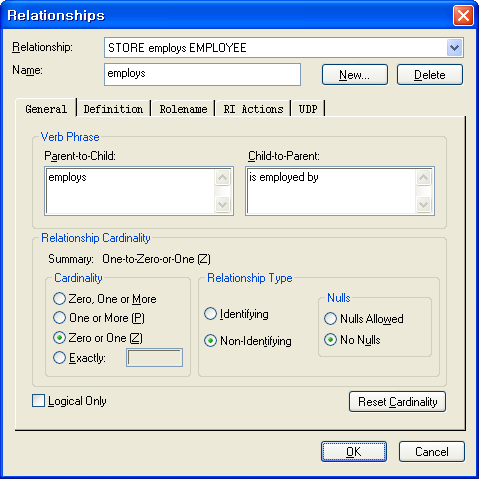 Relationships
Relationship: STORE employs EMPLOYEE
Name: employs New... Delete
General Definition Rolename RI Actions UDP
Verb Phrase
Parent-to-Child: Child-to-Parent:
employs is employed by
Relationship Cardinality
Summary: One-to-Zero-or-One (Z)
Cardinality Relationship Type
Zero, One or More Nulls
Identifying Nulls Allowed
One or More (P)
Zero or One (Z) Non-Identifying No Nulls
Exactly:
Logical Only Reset Cardinality
OK Cancel